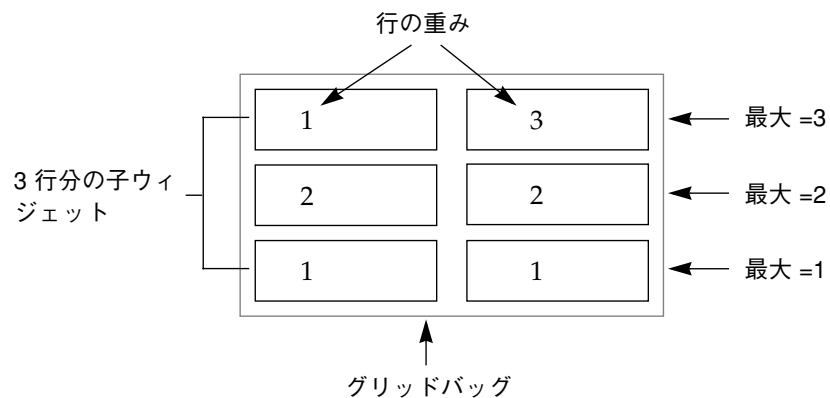 行の重み
1 3 最大 =3
3 行分の子ウィ
ジェット
2 2 最大 =2
1 1 最大 =1
グリッドバッグ